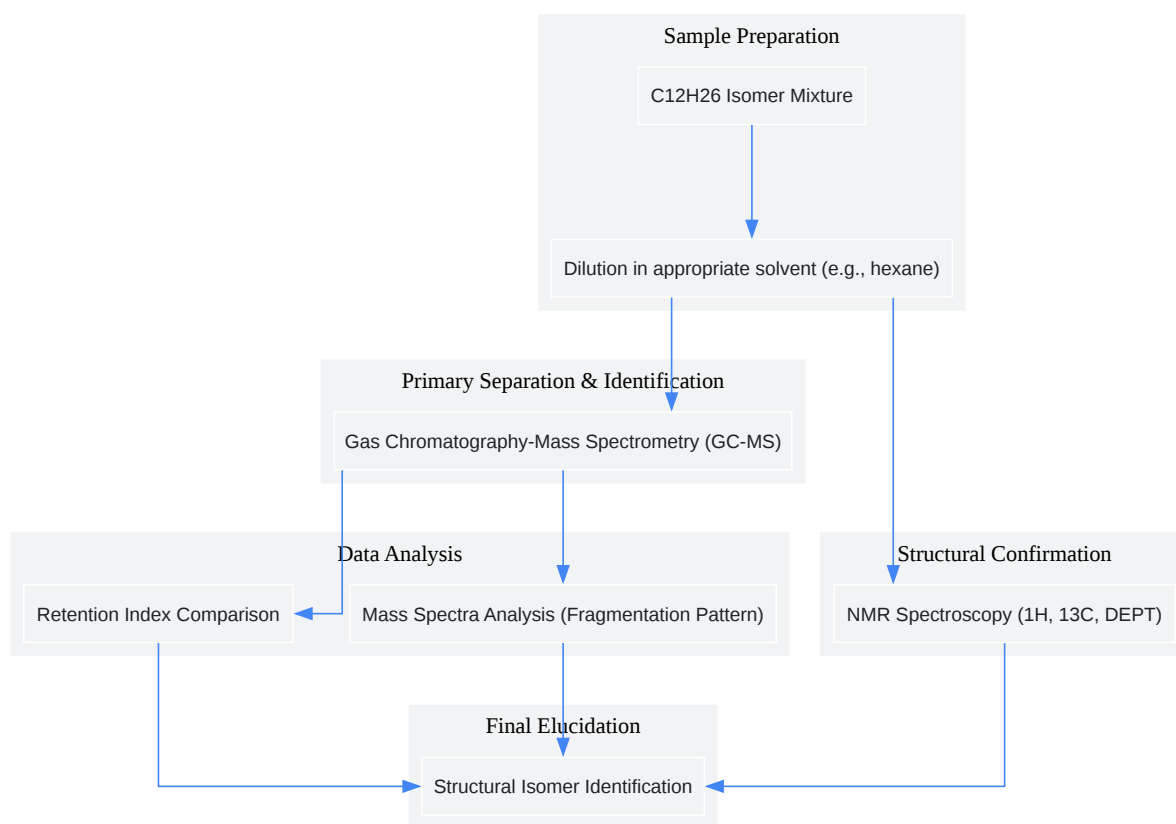 Sample Preparation
C12H26 Isomer Mixture
Dilution in appropriate solvent (e.g., hexane)
Primary Separation & Identification
Gas Chromatography-Mass Spectrometry (GC-MS)
Data Analysis
Structural Confirmation
Retention Index Comparison
Mass Spectra Analysis (Fragmentation Pattern)
NMR Spectroscopy (1H, 13C, DEPT)
Final Elucidation
Structural Isomer Identification